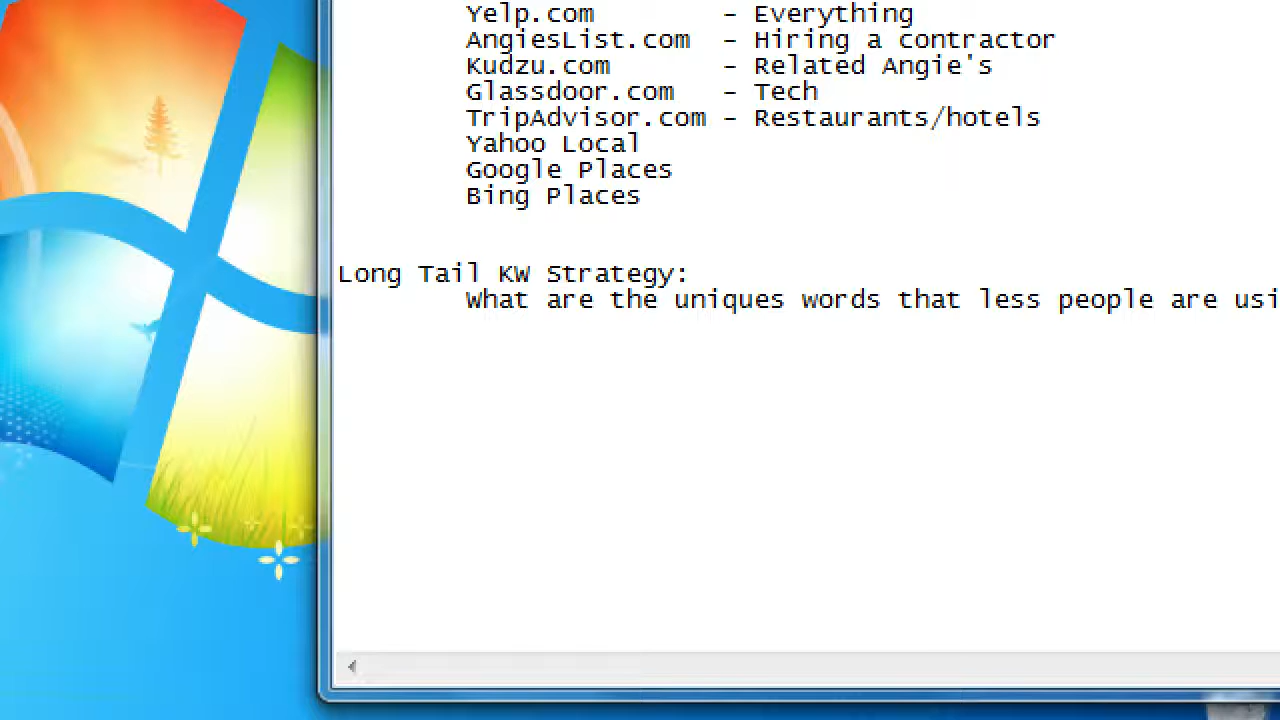 Yelp.com - Everything
AngiesList.com - Hiring a contractor
Kudzu.com - Related Angie's
Glassdoor.com - Tech
TripAdvisor.com - Restaurants/hotels
Yahoo Local
Google Places
Bing Places
Long Tail KW Strategy:
What are the uniques words that less people are usi